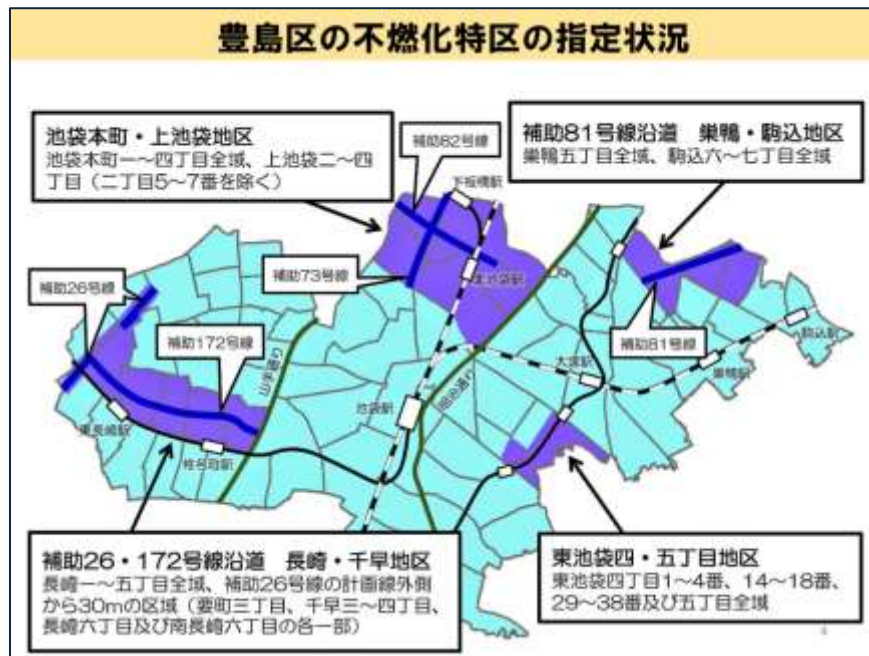 豊島区の不燃化特区の指定状況
池袋本町・上池袋地区
池袋本町一～四丁目全域、上池袋二～四
丁目（二丁目5～7番を除く）
補助82号線
下板橋駅
補助81号線沿道　巣鴨・駒込地区
巣鴨五丁目全域、駒込六～七丁目全域
補助73号線
北池袋駅
補助26号線
補助172号線
山手通り
池袋駅
明治通り
大塚駅
補助81号線
巣鴨駅
駒込駅
東長崎駅
椎名町駅
補助26・172号線沿道　長崎・千早地区
長崎一～五丁目全域、補助26号線の計画線外側
から30mの区域（要町三丁目、千早三～四丁目、
長崎六丁目及び南長崎六丁目の各一部）
東池袋四・五丁目地区
東池袋四丁目1～4番、14～18番、
29～38番及び五丁目全域